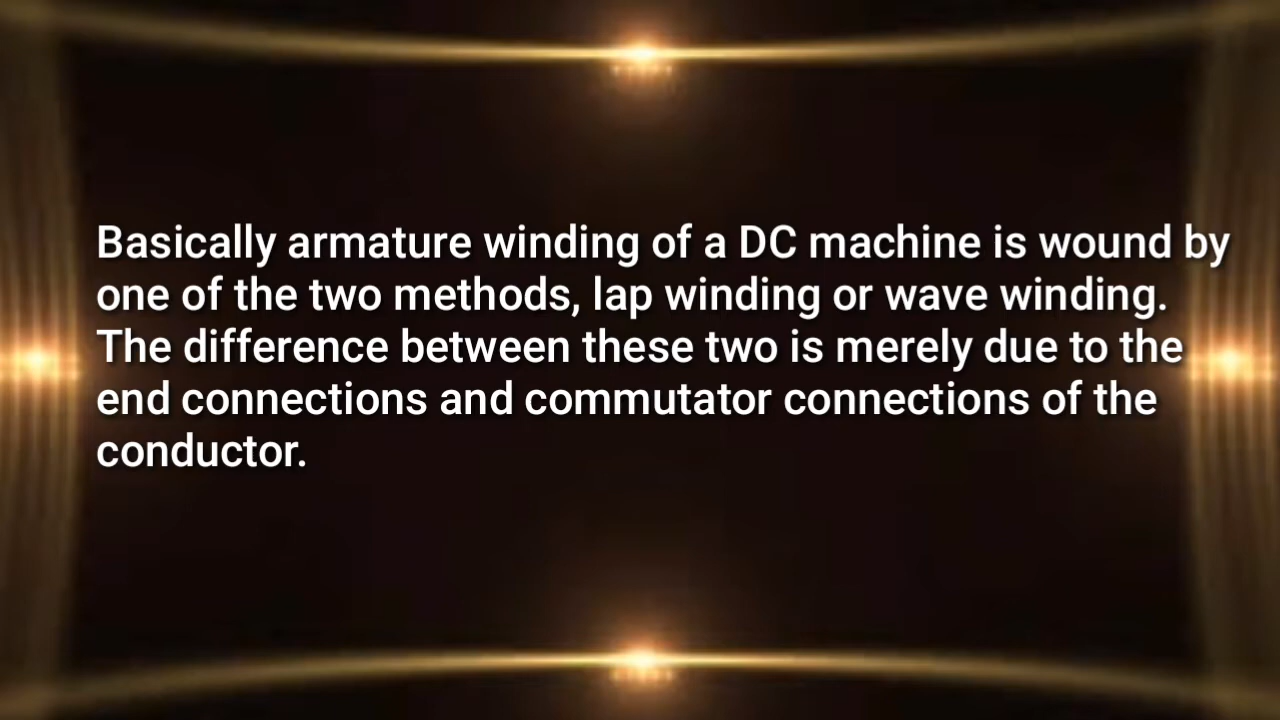 Basically armature winding of a DC machine is wound by
one of the two methods, lap winding or wave winding.
The difference between these two is merely due to the
end connections and commutator connections of the
conductor.